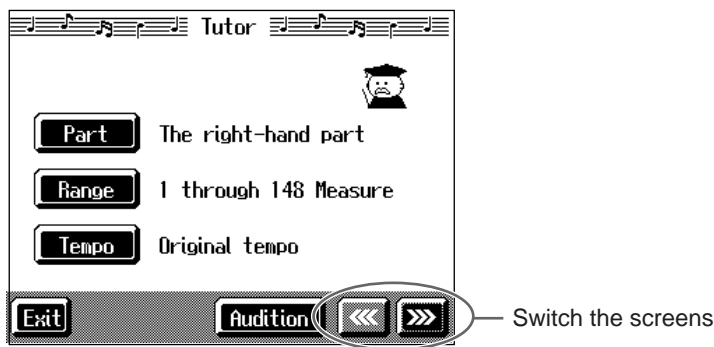 Tutor
Part The right-hand part
Range 1 through 148 Measure
Tempo Original tempo
Exit Audition <<< >>> Switch the screens